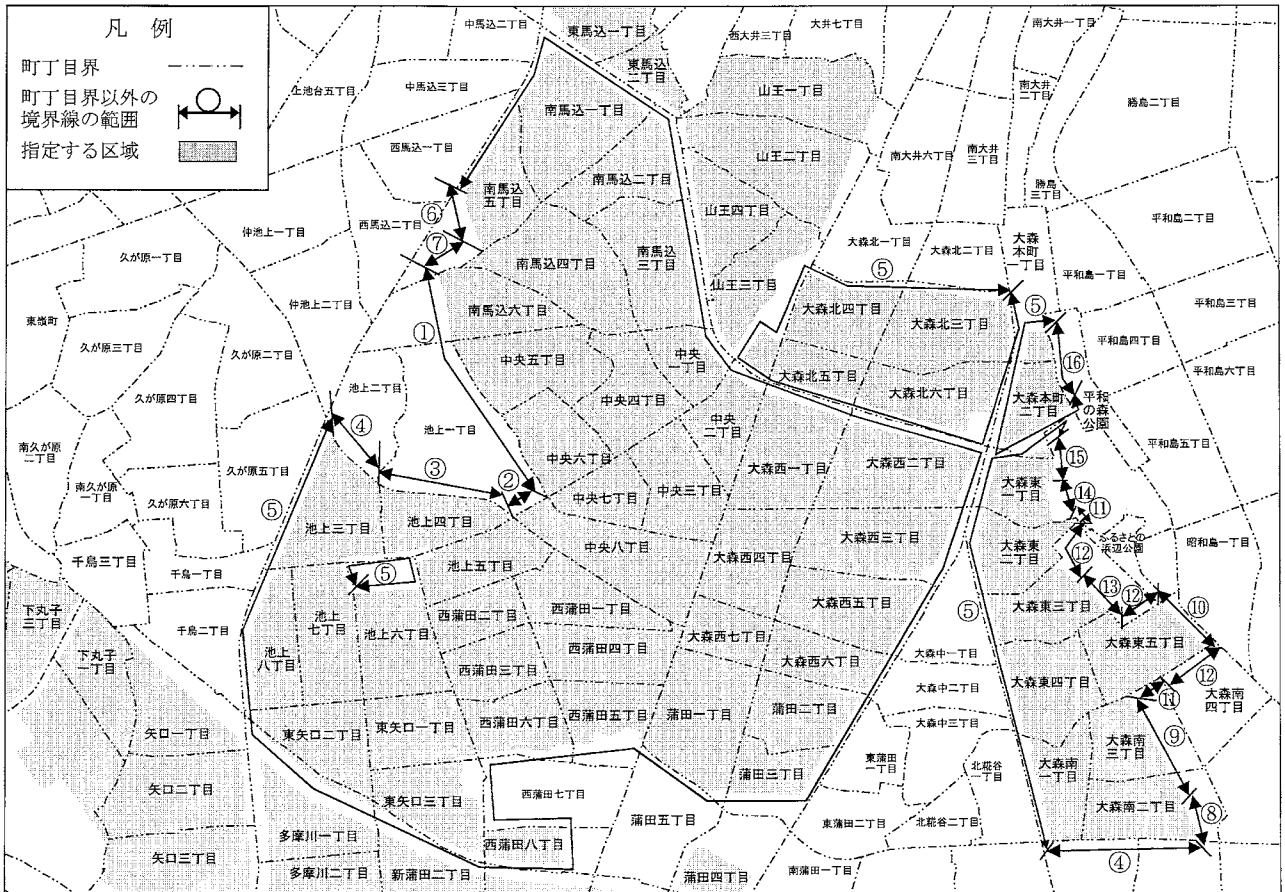 凡 例
町丁目界
町丁目界以外の
境界線の範囲
指定する区域
中馬込二丁目
東馬込一丁目
西大井三丁目
大井七丁目
南大井一丁目
東馬込
二丁目
上池台五丁目
中馬込三丁目
南馬込一丁目
山王一丁目
南大井
二丁目
勝島二丁目
西馬込一丁目
山王二丁目
南大井六丁目
南大井
三丁目
南馬込二丁目
南馬込
五丁目
勝島
三丁目
⑥
山王四丁目
平和島二丁目
西馬込二丁目
仲池上一丁目
⑦
大森北一丁目
大森北二丁目
大森
本町
一丁目
久が原一丁目
南馬込四丁目
南馬込
三丁目
⑤
平和島一丁目
山王三丁目
仲池上二丁目
平和島三丁目
東嶺町
南馬込六丁目
大森北四丁目
大森北三丁目
⑤
①
久が原三丁目
久が原二丁目
平和島四丁目
中央五丁目
中央
一丁目
⑯
平和島六丁目
池上二丁目
大森北五丁目
大森北六丁目
久が原四丁目
中央四丁目
大森本町
二丁目
平和
の森
公園
④
池上一丁目
中央
二丁目
南久が原
二丁目
平和島五丁目
久が原五丁目
中央六丁目
大森西一丁目
大森西二丁目
⑮
③
②
南久が原
一丁目
中央七丁目
中央三丁目
大森東
一丁目
久が原六丁目
⑤
⑭
⑪
池上三丁目
池上四丁目
大森西三丁目
ふるさとの
浜辺公園
昭和島一丁目
中央八丁目
大森西四丁目
大森東
二丁目
千鳥三丁目
千鳥一丁目
池上五丁目
⑫
⑤
⑬
⑫
⑩
下丸子
三丁目
池上
七丁目
西蒲田二丁目
西蒲田一丁目
大森西五丁目
大森東三丁目
⑤
千鳥二丁目
池上六丁目
大森西七丁目
大森東五丁目
下丸子
一丁目
池上
八丁目
西蒲田四丁目
大森中一丁目
西蒲田三丁目
大森西六丁目
⑫
大森東四丁目
大森中二丁目
⑪
大森南
四丁目
矢口一丁目
東矢口二丁目
東矢口一丁目
西蒲田六丁目
西蒲田五丁目
蒲田一丁目
蒲田二丁目
大森中三丁目
⑨
大森南
三丁目
東蒲田
一丁目
北糀谷
一丁目
大森南
一丁目
矢口二丁目
蒲田三丁目
東矢口三丁目
西蒲田七丁目
大森南二丁目
⑧
多摩川一丁目
蒲田五丁目
東蒲田二丁目
北糀谷二丁目
西蒲田八丁目
④
矢口三丁目
多摩川二丁目
新蒲田二丁目
蒲田四丁目
南蒲田一丁目